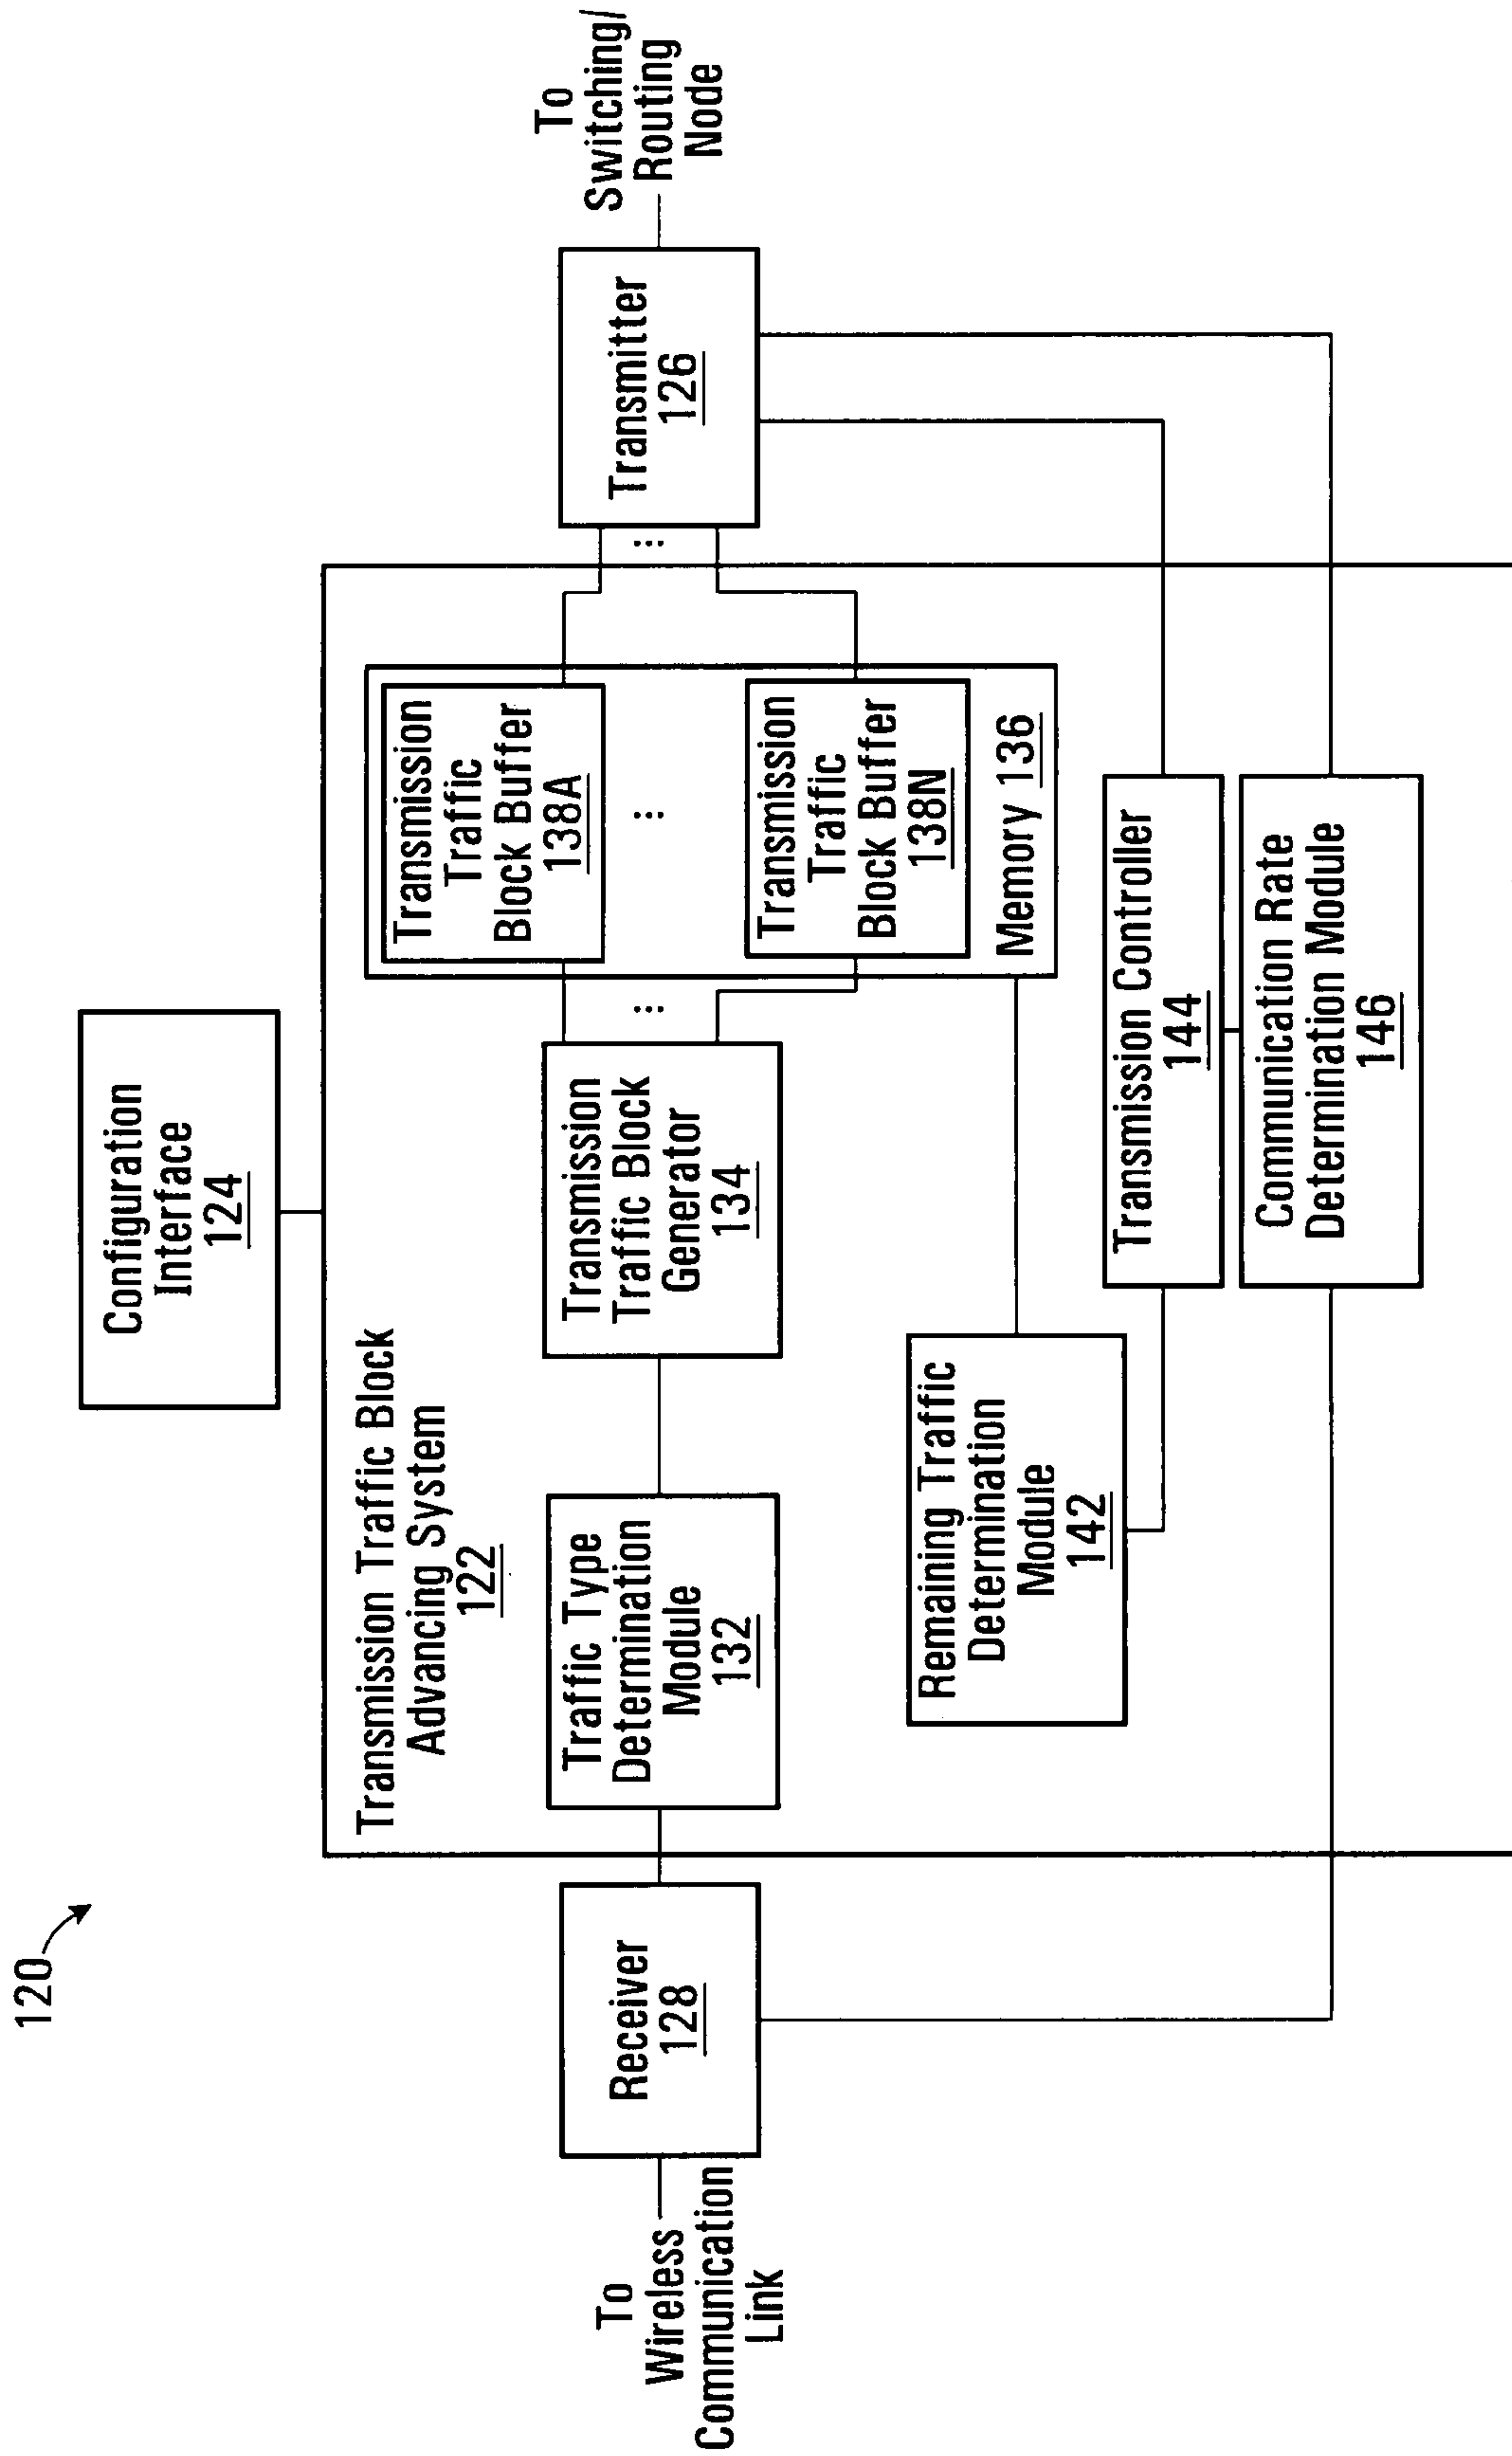 120
Configuration
Interface
124
Transmission Traffic Block
Advancing System
122
To
Wireless
Communication
Link
Receiver
128
Traffic Type
Determination
Module
132
Transmission
Traffic Block
Generator
134
...
Transmission
Traffic
Block Buffer
138A
...
Transmission
Traffic
Block Buffer
138N
Memory 136
...
Transmitter
126
To
Switching/
Routing
Node
Remaining Traffic
Determination
Module
142
Transmission Controller
144
Communication Rate
Determination Module
146